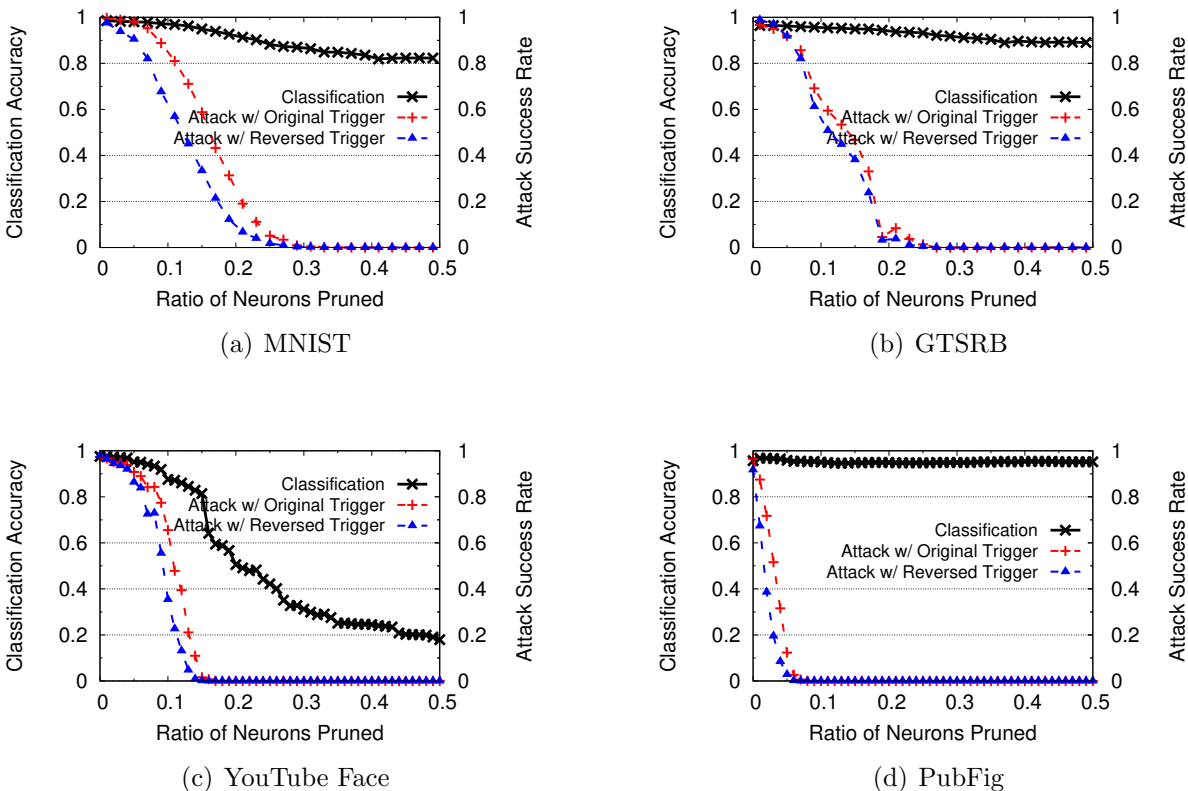 Classification Accuracy
1
0.8
0.6
0.4
0.2
0
Classification
Attack w/ Original Trigger
Attack w/ Reversed Trigger
1
0.8
0.6
0.4
0.2
0
Attack Success Rate
0 0.1 0.2 0.3 0.4 0.5
Ratio of Neurons Pruned
(a) MNIST
Classification Accuracy
1
0.8
0.6
0.4
0.2
0
Classification
Attack w/ Original Trigger
Attack w/ Reversed Trigger
1
0.8
0.6
0.4
0.2
0
Attack Success Rate
0 0.1 0.2 0.3 0.4 0.5
Ratio of Neurons Pruned
(b) GTSRB
Classification Accuracy
1
0.8
0.6
0.4
0.2
0
Classification
Attack w/ Original Trigger
Attack w/ Reversed Trigger
1
0.8
0.6
0.4
0.2
0
Attack Success Rate
0 0.1 0.2 0.3 0.4 0.5
Ratio of Neurons Pruned
(c) YouTube Face
Classification Accuracy
1
0.8
0.6
0.4
0.2
0
Classification
Attack w/ Original Trigger
Attack w/ Reversed Trigger
1
0.8
0.6
0.4
0.2
0
Attack Success Rate
0 0.1 0.2 0.3 0.4 0.5
Ratio of Neurons Pruned
(d) PubFig